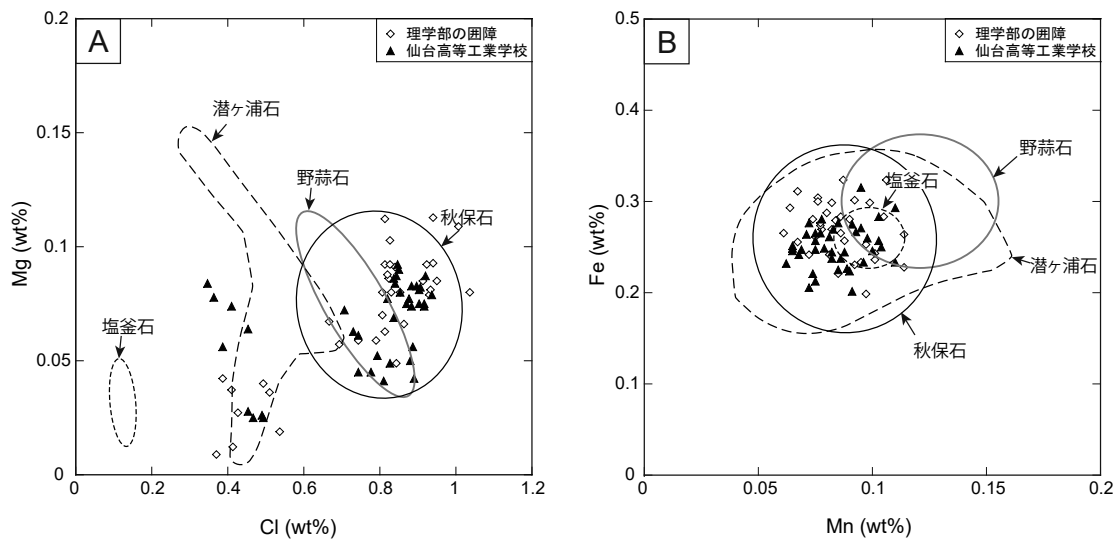 A
◇ 理学部の囲障
▲ 仙台高等工業学校
潜ヶ浦石
野蒜石
秋保石
塩釜石
Mg (wt%)
0.2
0.15
0.1
0.05
0
0
0.2
0.4
0.6
0.8
1
1.2
Cl (wt%)
B
◇ 理学部の囲障
▲ 仙台高等工業学校
野蒜石
塩釜石
潜ヶ浦石
秋保石
Fe (wt%)
0.5
0.4
0.3
0.2
0.1
0
0
0.05
0.1
0.15
0.2
Mn (wt%)